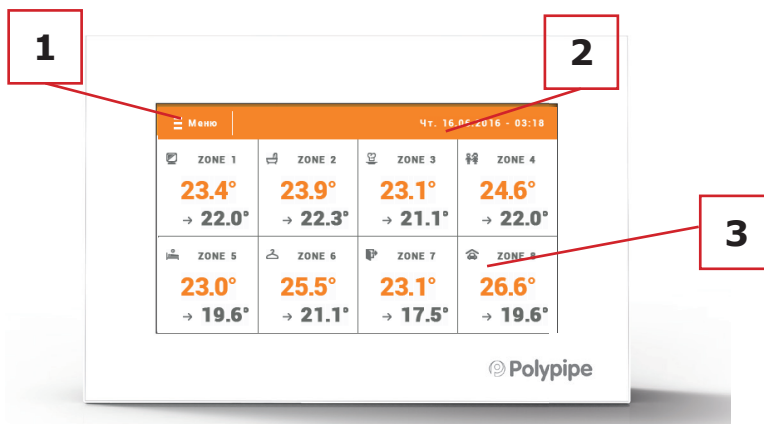 1
2
Меню
Чт. 16.06.2016 - 03:18
ZONE 1
23.4°
→ 22.0°
ZONE 2
23.9°
→ 22.3°
ZONE 3
23.1°
→ 21.1°
ZONE 4
24.6°
→ 22.0°
3
ZONE 5
23.0°
→ 19.6°
ZONE 6
25.5°
→ 21.1°
ZONE 7
23.1°
→ 17.5°
ZONE 8
26.6°
→ 19.6°
Polypipe